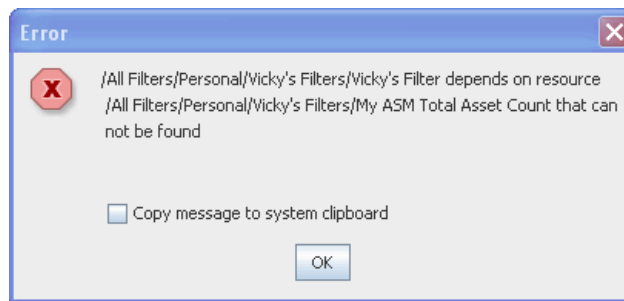 Error
/All Filters/Personal/Vicky's Filters/Vicky's Filter depends on resource
/All Filters/Personal/Vicky's Filters/My ASM Total Asset Count that can
not be found
Copy message to system clipboard
OK